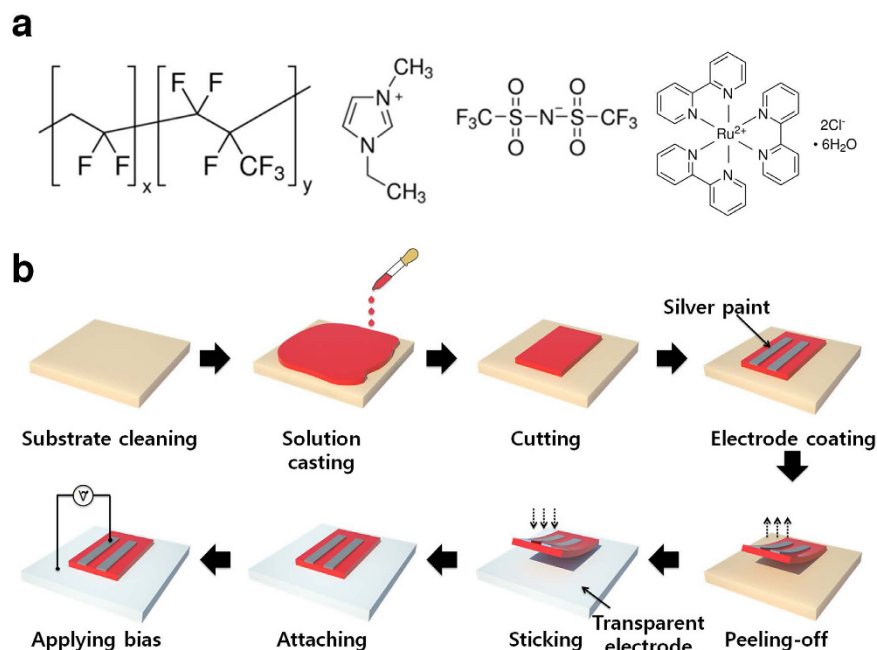 a
F F
F F
F
CF₃
x
y
CH₃
N
+
N
CH₃
O O
F₃C-S-N⁻-S-CF₃
O O
N
N N
Ru²⁺
N N
N
2Cl⁻
• 6H₂O
b
Silver paint
Substrate cleaning
Solution
casting
Cutting
Electrode coating
A
Applying bias
Attaching
Sticking
Transparent
electrode
Peeling-off